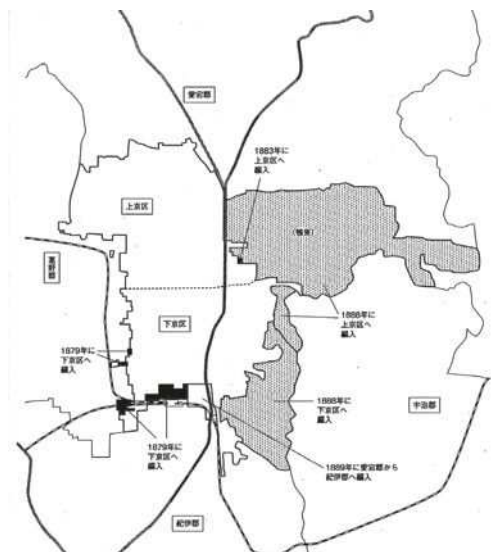 愛宕郡
1883年に
上京区へ
編入
上京区
(鴨東)
葛野郡
下京区
1888年に
上京区へ
編入
1879年に
下京区へ
編入
1888年に
下京区へ
編入
宇治郡
1879年に
下京区へ
編入
1889年に愛宕郡から
紀伊郡へ編入
紀伊郡